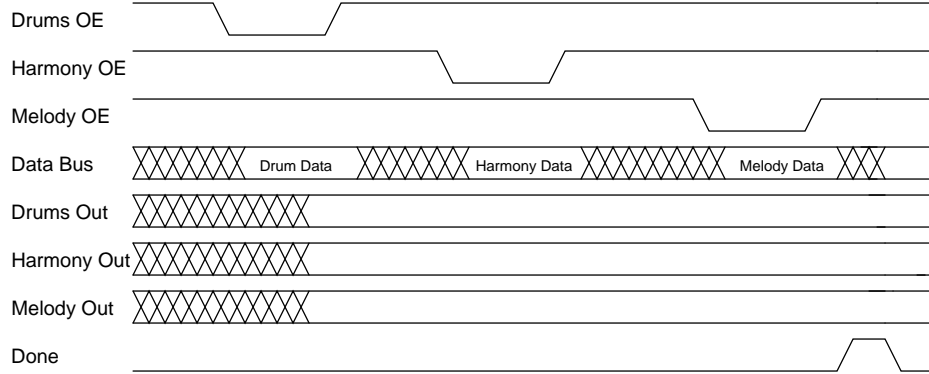 Drums OE
Harmony OE
Melody OE
Data Bus Drum Data Harmony Data Melody Data
Drums Out
Harmony Out
Melody Out
Done